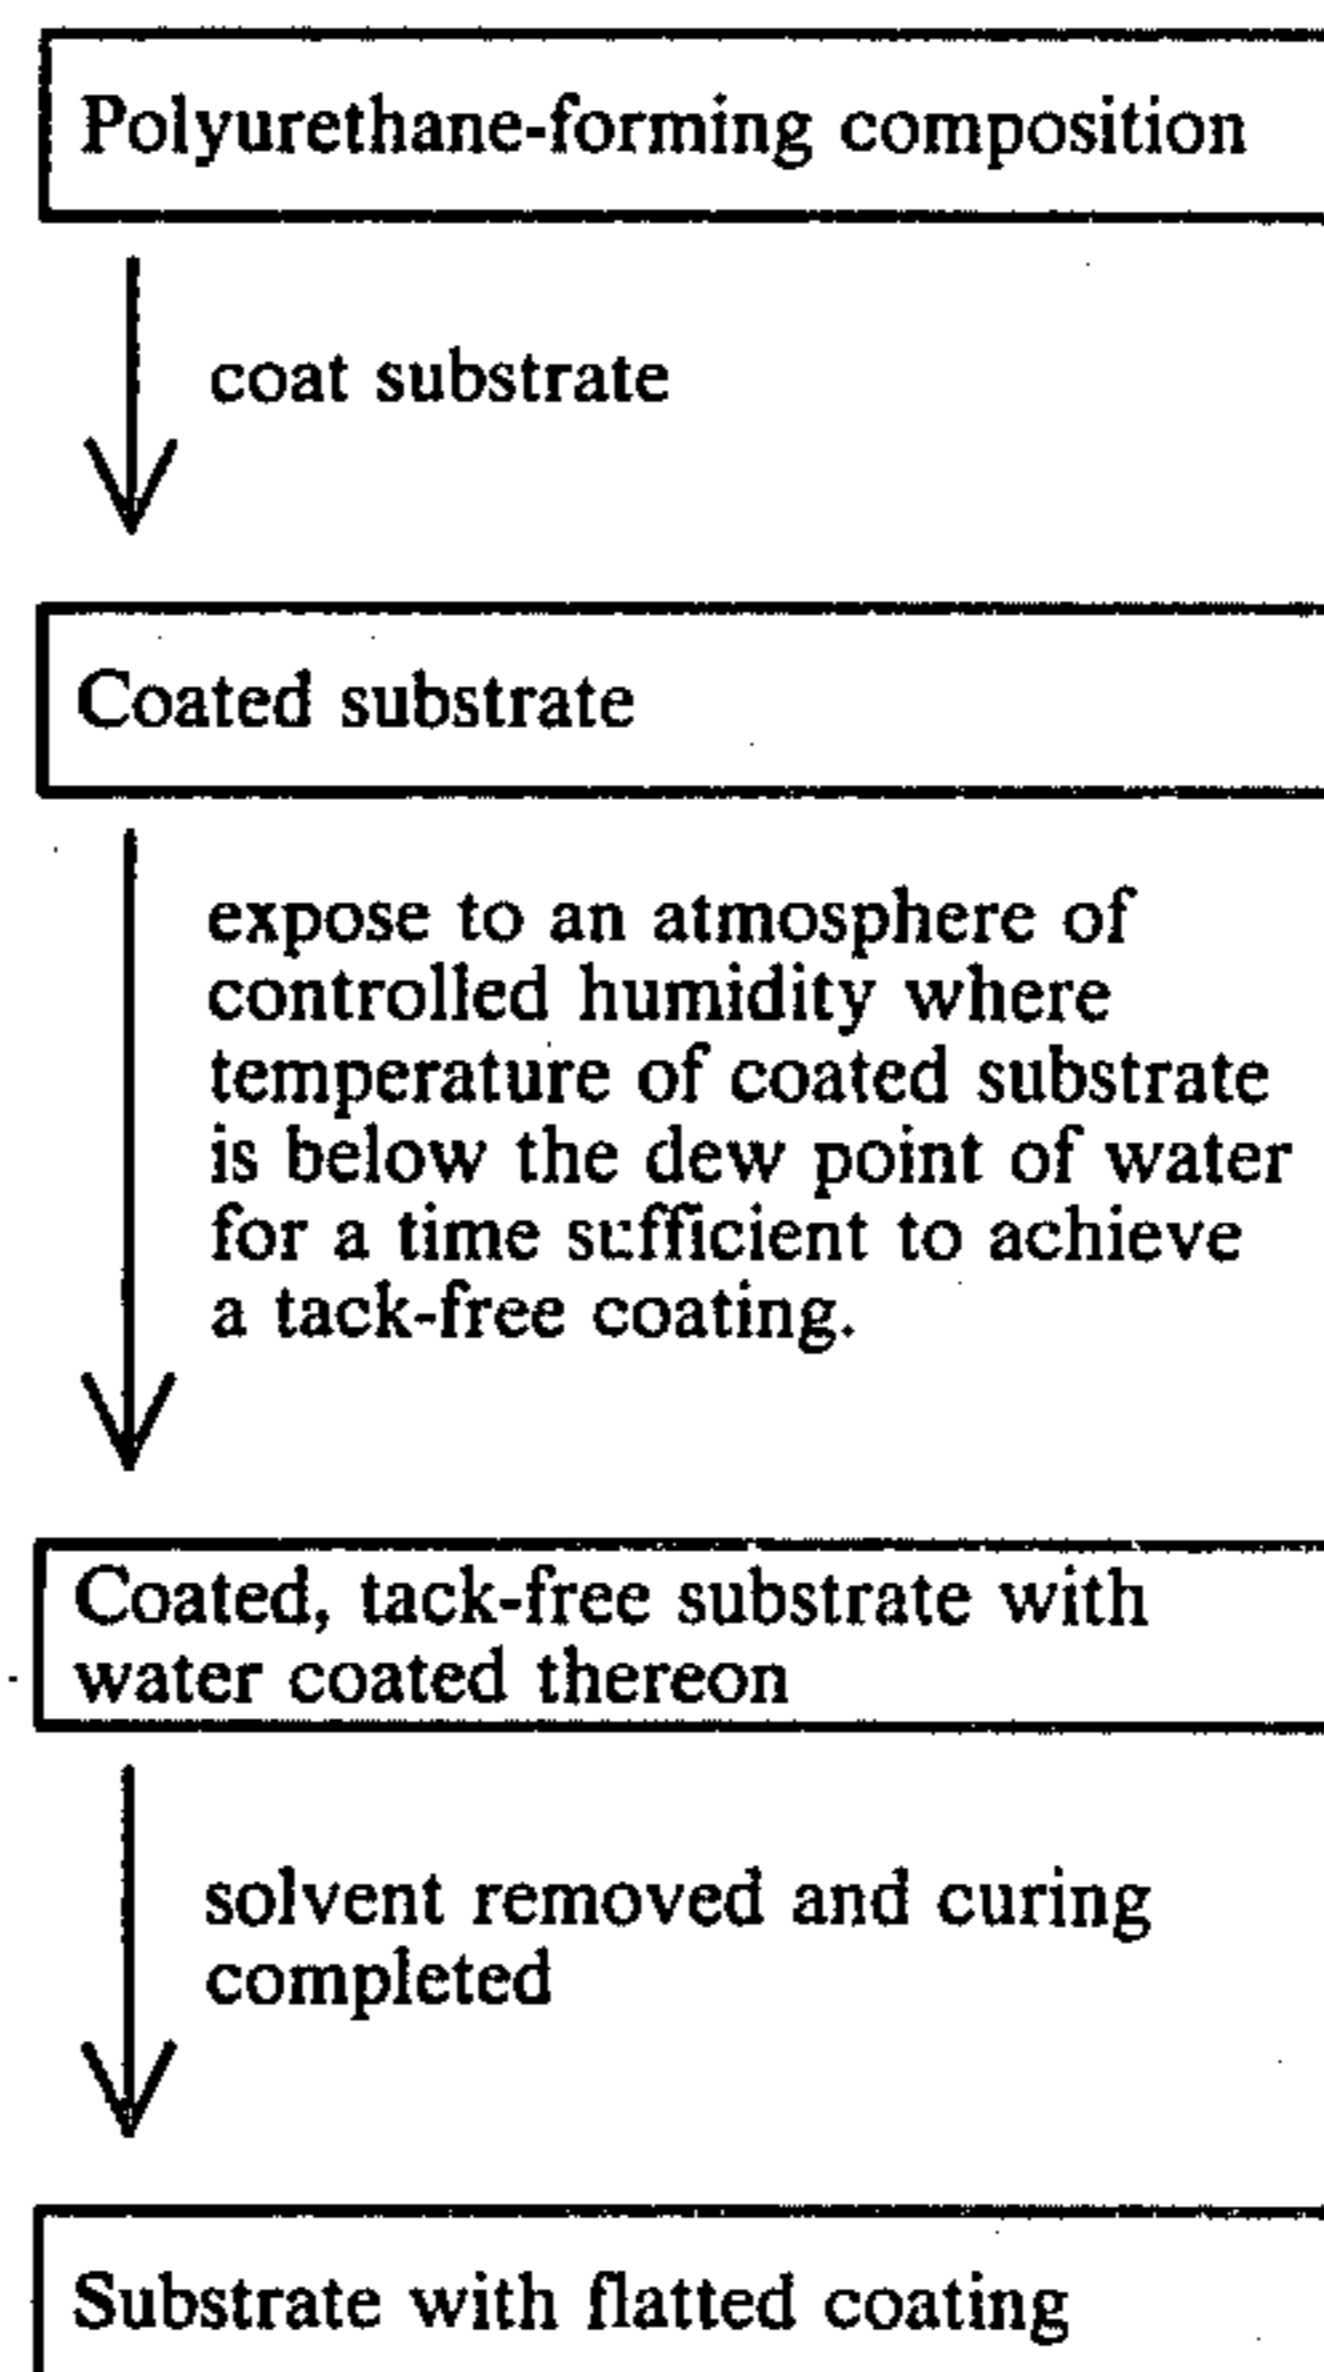 Polyurethane-forming composition
coat substrate
Coated substrate
expose to an atmosphere of
controlled humidity where
temperature of coated substrate
is below the dew point of water
for a time sufficient to achieve
a tack-free coating.
Coated, tack-free substrate with
water coated thereon
solvent removed and curing
completed
Substrate with flatted coating